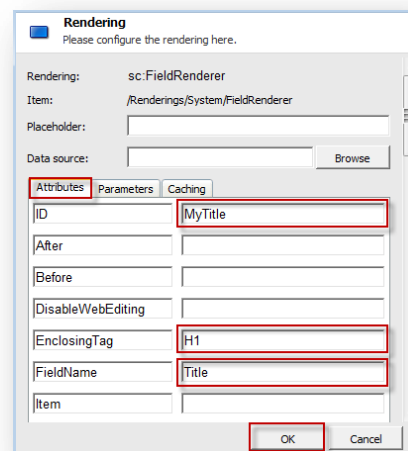 Rendering
Please configure the rendering here.
Rendering: sc:FieldRenderer
Item: /Renderings/System/FieldRenderer
Placeholder:
Data source: Browse
Attributes Parameters Caching
ID MyTitle
After
Before
DisableWebEditing
EnclosingTag H1
FieldName Title
Item
OK Cancel